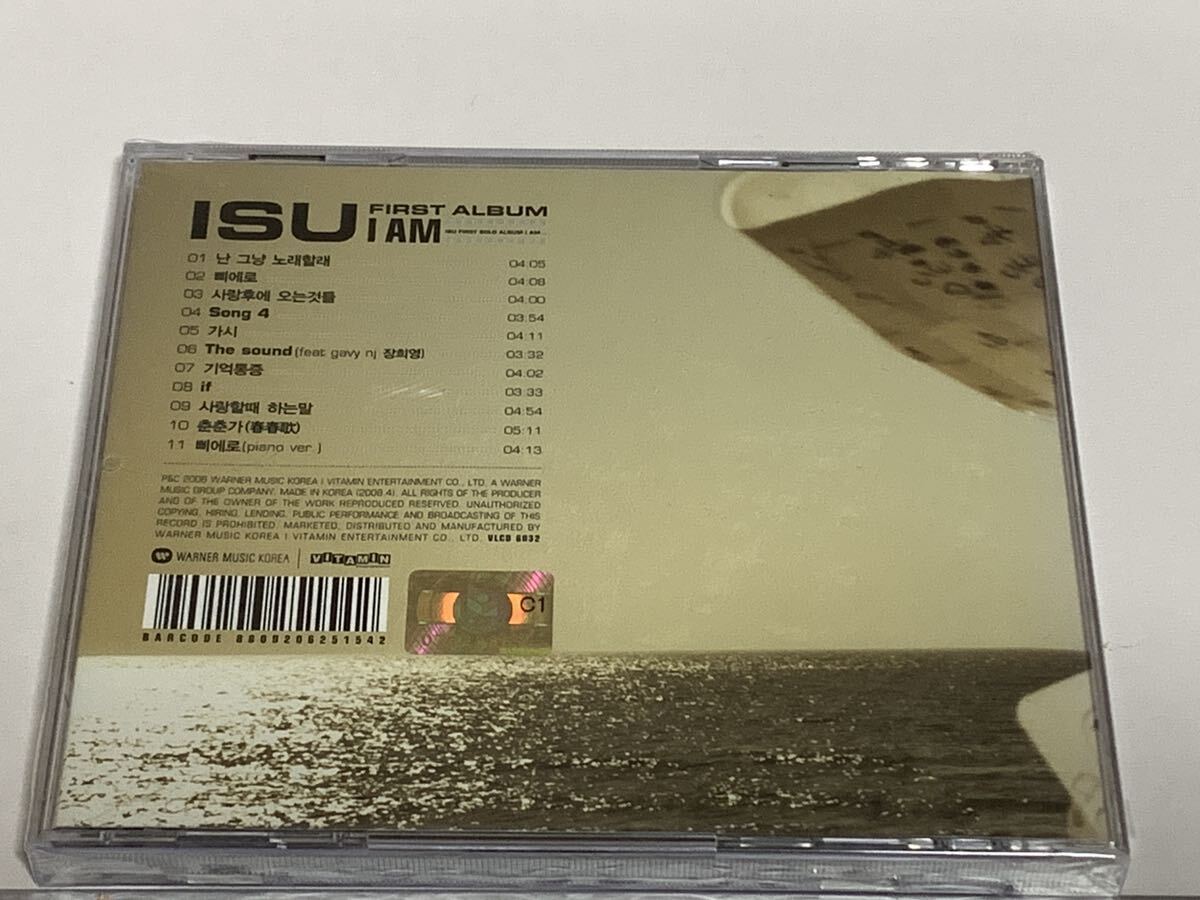 ISU FIRST ALBUM
I AM ISU FIRST SOLO ALBUM I AM...
01 난 그냥 노래할래 04:05
02 삐에로 04:08
03 사랑후에 오는것들 04:00
04 Song 4 03:54
05 가시 04:11
06 The sound (feat gavy nj 장희영) 03:32
07 기억통증 04:02
08 if 03:33
09 사랑할때 하는말 04:54
10 춘춘가(春春歌) 05:11
11 삐에로(piano ver.) 04:13
P&C 2008 WARNER MUSIC KOREA I VITAMIN ENTERTAINMENT CO., LTD. A WARNER
MUSIC GROUP COMPANY. MADE IN KOREA (2008.4). ALL RIGHTS OF THE PRODUCER
AND OF THE OWNER OF THE WORK REPRODUCED RESERVED. UNAUTHORIZED
COPYING, HIRING, LENDING, PUBLIC PERFORMANCE AND BROADCASTING OF THIS
RECORD IS PROHIBITED. MARKETED, DISTRIBUTED AND MANUFACTURED BY
WARNER MUSIC KOREA I VITAMIN ENTERTAINMENT CO., LTD. VLCD 6032
WARNER MUSIC KOREA | VITAMIN
C1
BARCODE 8809206251542